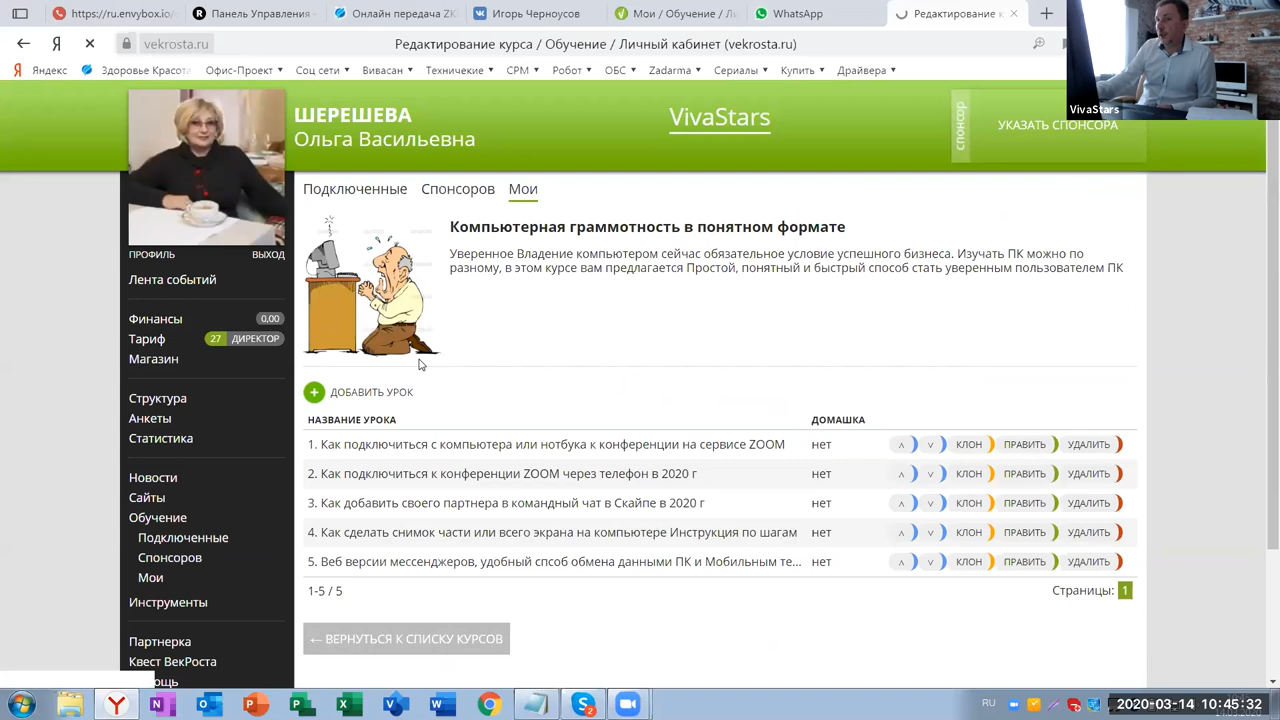 https://ru.envybox.io/
Панель Управления -
Онлайн передача ZK
Игорь Черноусов
Мои / Обучение / Ли
WhatsApp
Редактирование к
vekrosta.ru
Редактирование курса / Обучение / Личный кабинет (vekrosta.ru)
Яндекс
Здоровье Красота
Офис-Проект
Соц сети
Вивасан
Технические
СРМ
Робот
ОБС
Zadarma
Сериалы
Купить
Драйвера
VivaStars
ШЕРЕШЕВА
Ольга Васильевна
VivaStars
спонсор
УКАЗАТЬ СПОНСОРА
ПРОФИЛЬ ВЫХОД
Лента событий
Финансы 0,00
Тариф 27 ДИРЕКТОР
Магазин
Структура
Анкеты
Статистика
Новости
Сайты
Обучение
Подключенные
Спонсоров
Мои
Инструменты
Партнерка
Квест ВекРоста
Подключенные Спонсоров Мои
Компьютерная грамотность в понятном формате
Уверенное Владение компьютером сейчас обязательное условие успешного бизнеса. Изучать ПК можно по
разному, в этом курсе вам предлагается Простой, понятный и быстрый способ стать уверенным пользователем ПК
+ ДОБАВИТЬ УРОК
НАЗВАНИЕ УРОКА ДОМАШКА
1. Как подключиться с компьютера или нотбука к конференции на сервисе ZOOM нет КЛОН ПРАВИТЬ УДАЛИТЬ
2. Как подключиться к конференции ZOOM через телефон в 2020 г нет КЛОН ПРАВИТЬ УДАЛИТЬ
3. Как добавить своего партнера в командный чат в Скайпе в 2020 г нет КЛОН ПРАВИТЬ УДАЛИТЬ
4. Как сделать снимок части или всего экрана на компьютере Инструкция по шагам нет КЛОН ПРАВИТЬ УДАЛИТЬ
5. Веб версии мессенджеров, удобный спсоб обмена данными ПК и Мобильным те... нет КЛОН ПРАВИТЬ УДАЛИТЬ
1-5 / 5 Страницы: 1
← ВЕРНУТЬСЯ К СПИСКУ КУРСОВ
RU
2020-03-14 10:45:32